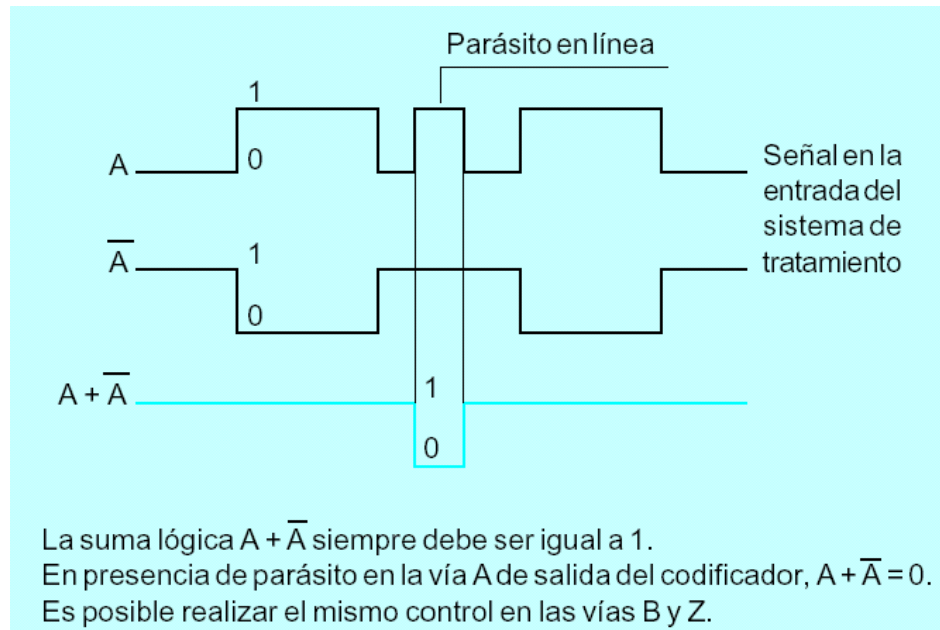 Parásito en línea
1
A
0
Señal en la
entrada del
sistema de
tratamiento
A̅
1
0
A + A̅
1
0
La suma lógica A + A̅ siempre debe ser igual a 1.
En presencia de parásito en la vía A de salida del codificador, A + A̅ = 0.
Es posible realizar el mismo control en las vías B y Z.